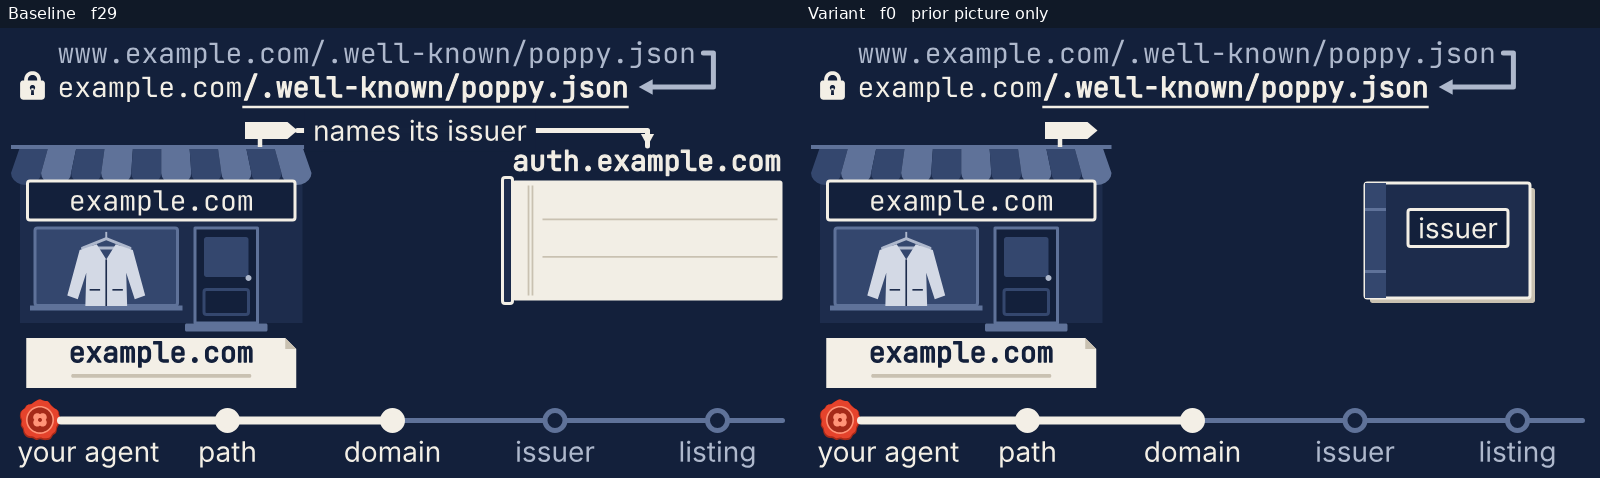 Baseline f29
www.example.com/.well-known/poppy.json
example.com/.well-known/poppy.json
names its issuer
auth.example.com
example.com
example.com
your agent path domain issuer listing
Variant f0 prior picture only
www.example.com/.well-known/poppy.json
example.com/.well-known/poppy.json
example.com
issuer
example.com
your agent path domain issuer listing